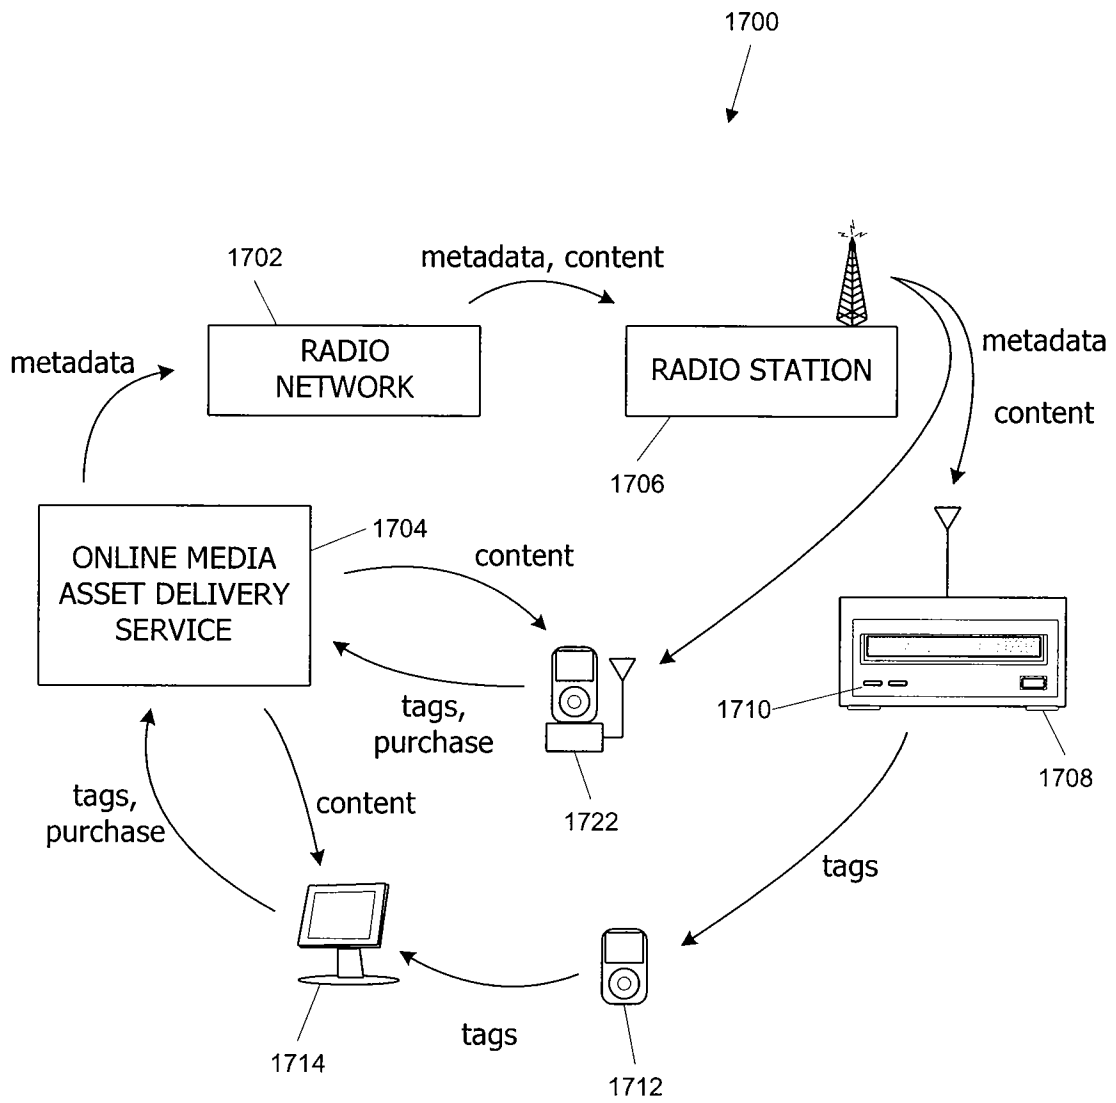 1700
1702
metadata, content
RADIO
NETWORK
RADIO STATION
metadata
metadata
content
1706
1704
ONLINE MEDIA
ASSET DELIVERY
SERVICE
content
1710
tags,
purchase
1708
1722
tags,
purchase
content
tags
tags
1714
1712